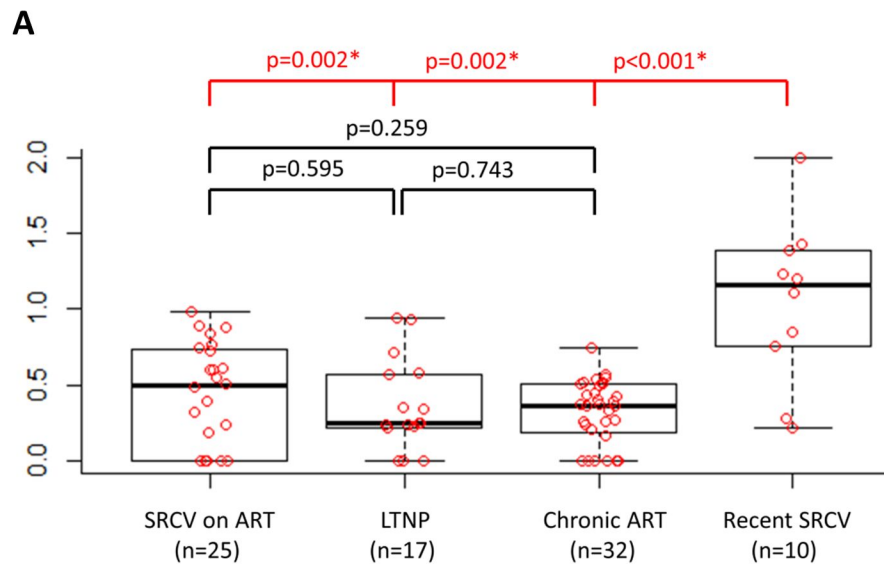 A
p=0.002* p=0.002* p<0.001*
p=0.259
p=0.595 p=0.743
2.0
1.5
1.0
0.5
0.0
SRCV on ART LTNP Chronic ART Recent SRCV
(n=25) (n=17) (n=32) (n=10)